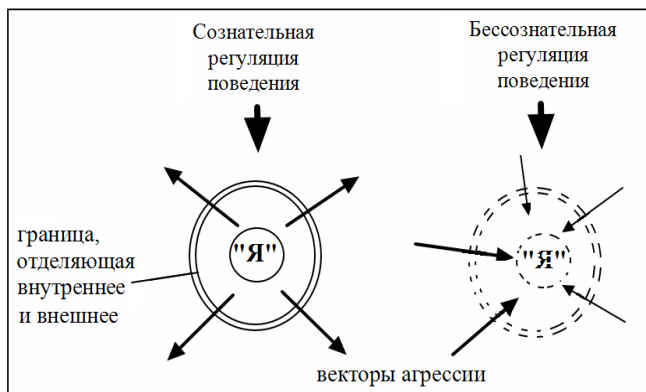 Сознательная
регуляция
поведения
Бессознательная
регуляция
поведения
"Я"
"Я"
граница,
отделяющая
внутреннее
и внешнее
векторы агрессии